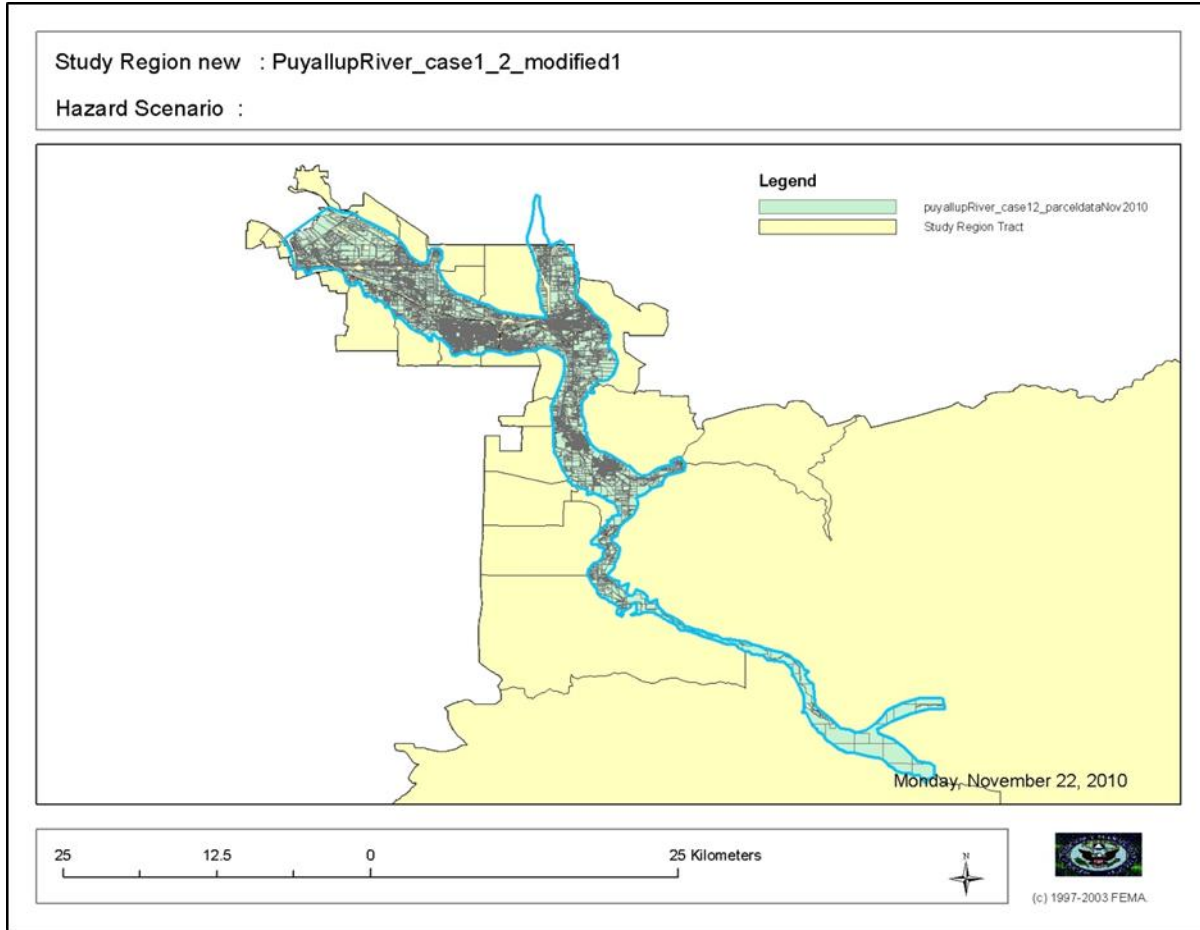 Study Region new : PuyallupRiver_case1_2_modified1
Hazard Scenario :
Legend
puyallupRiver_case12_parceldataNov2010
Study Region Tract
Monday, November 22, 2010
25 12.5 0 25 Kilometers
N
(c) 1997-2003 FEMA.